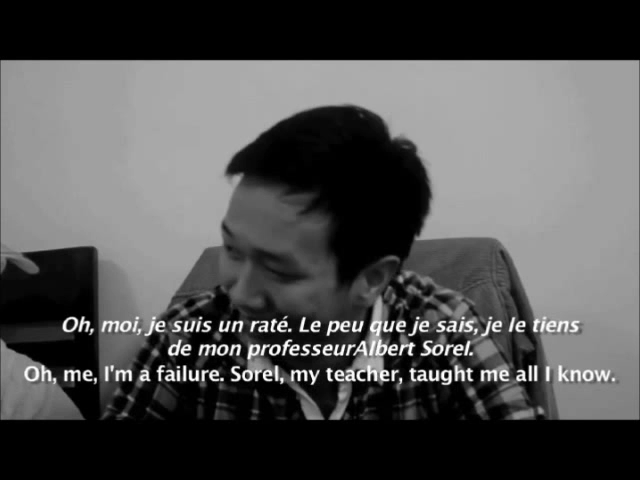 Oh, moi, je suis un raté. Le peu que je sais, je le tiens
de mon professeurAlbert Sorel.
Oh, me, I'm a failure. Sorel, my teacher, taught me all I know.